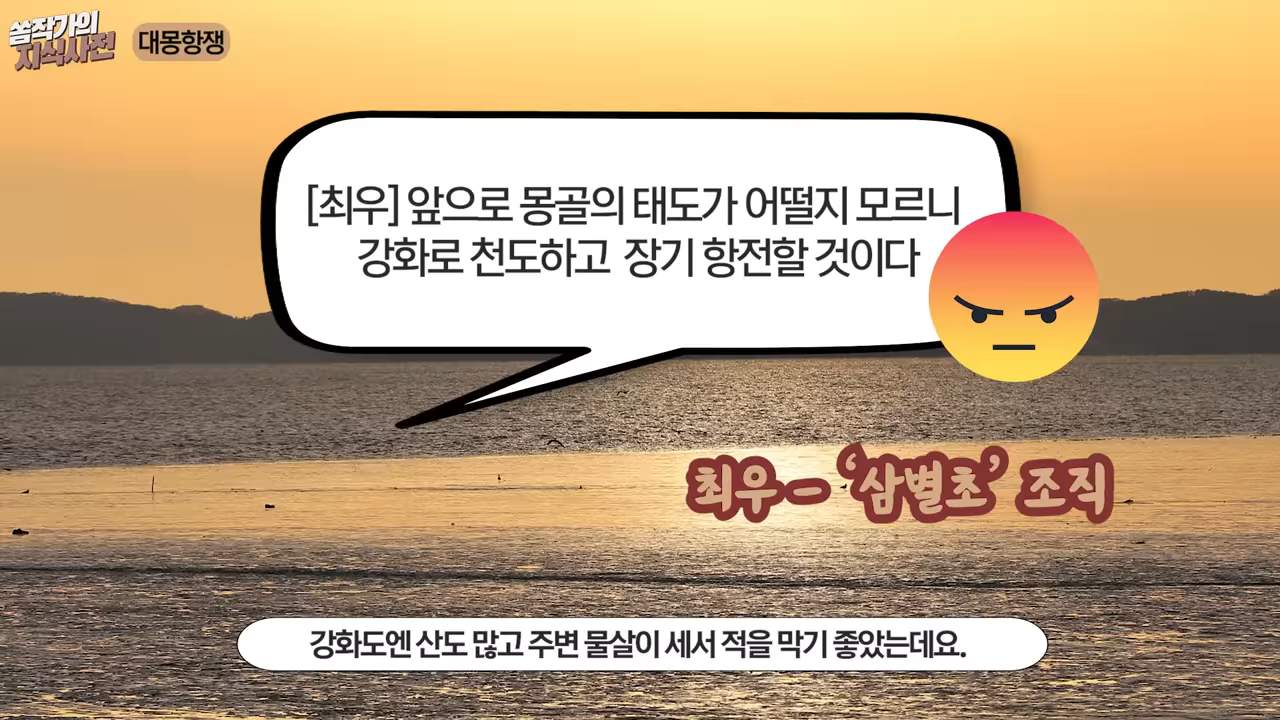 쏨작가의
지식사전
대몽항쟁
[최우] 앞으로 몽골의 태도가 어떨지 모르니
강화로 천도하고 장기 항전할 것이다
최우 - '삼별초' 조직
강화도엔 산도 많고 주변 물살이 세서 적을 막기 좋았는데요.